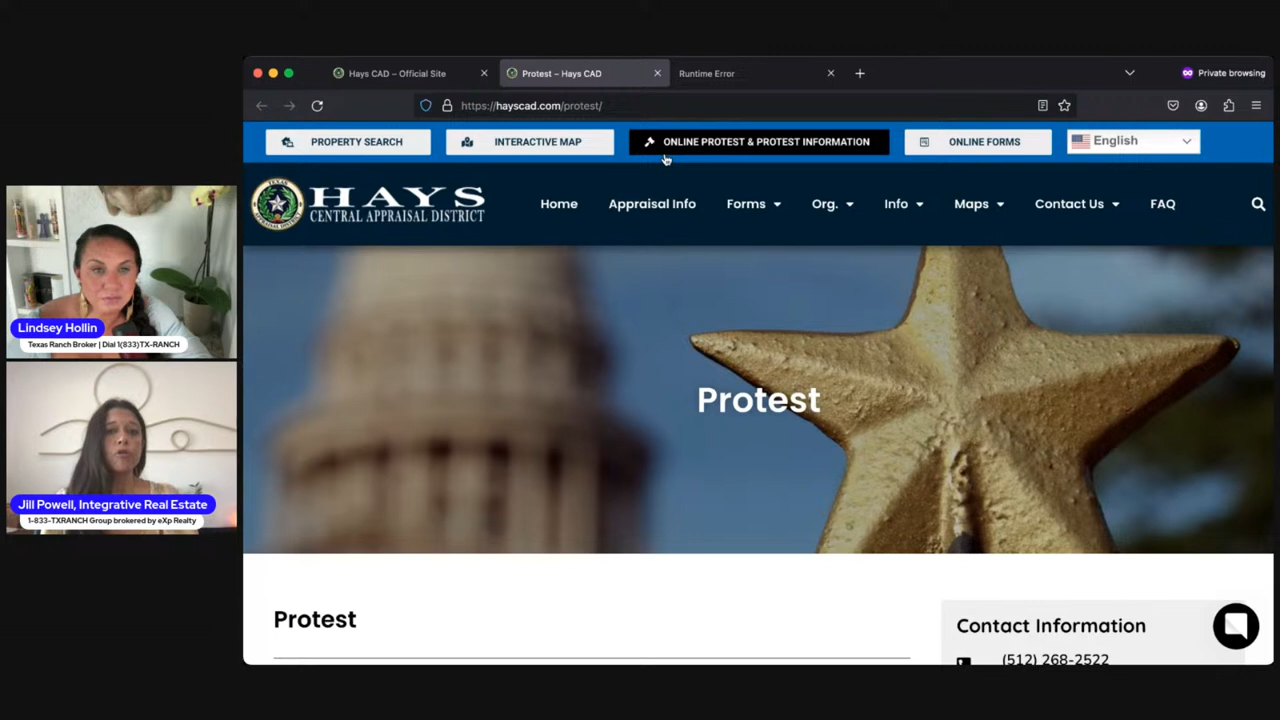 Hays CAD – Official Site
Protest – Hays CAD
Runtime Error
Private browsing
https://hayscad.com/protest/
PROPERTY SEARCH
INTERACTIVE MAP
ONLINE PROTEST & PROTEST INFORMATION
ONLINE FORMS
English
HAYS
CENTRAL APPRAISAL DISTRICT
Home
Appraisal Info
Forms
Org.
Info
Maps
Contact Us
FAQ
Lindsey Hollin
Texas Ranch Broker | Dial 1(833)TX-RANCH
Jill Powell, Integrative Real Estate
1-833-TXRANCH Group brokered by eXp Realty
Protest
Protest
Contact Information
(512) 268-2522